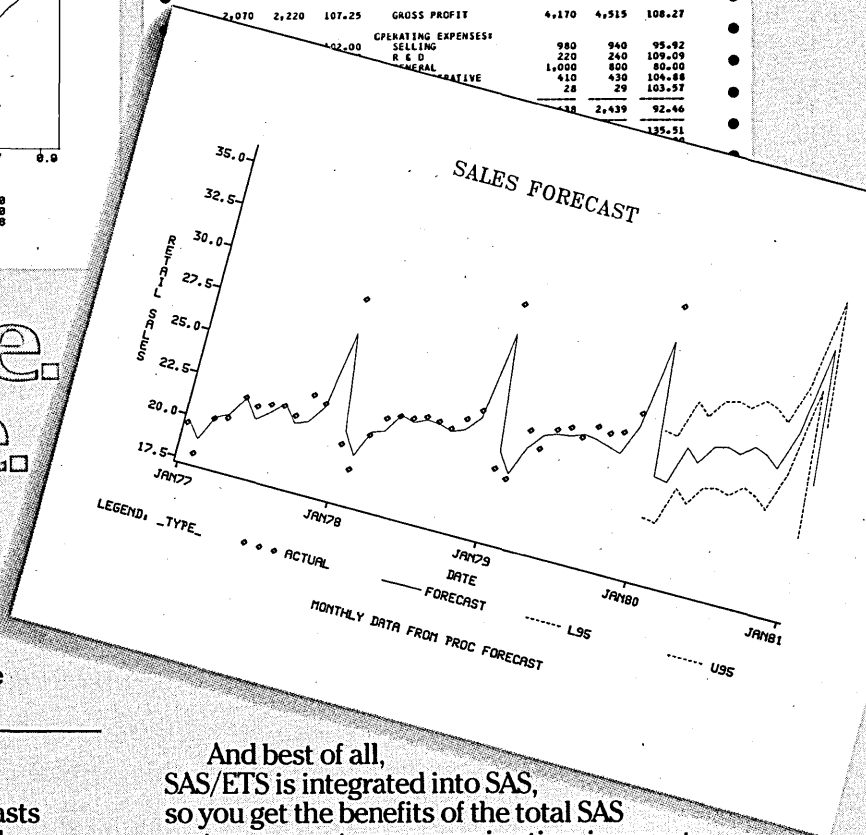 2,070 2,220 107.25 GROSS PROFIT 4,170 4,515 108.27
OPERATING EXPENSES:
102.00 SELLING 980 940 95.92
R & D 220 240 109.09
GENERAL 1,000 800 80.00
410 430 104.88
28 29 103.57
2,439 92.46
135.51
0.9
SALES FORECAST
RETAIL SALES
35.0
32.5
30.0
27.5
25.0
22.5
20.0
17.5
JAN77
JAN78
JAN79
JAN80
JAN81
DATE
LEGEND: _TYPE_
ACTUAL
FORECAST
L95
U95
MONTHLY DATA FROM PROC FORECAST
And best of all,
SAS/ETS is integrated into SAS,
so you get the benefits of the total SAS